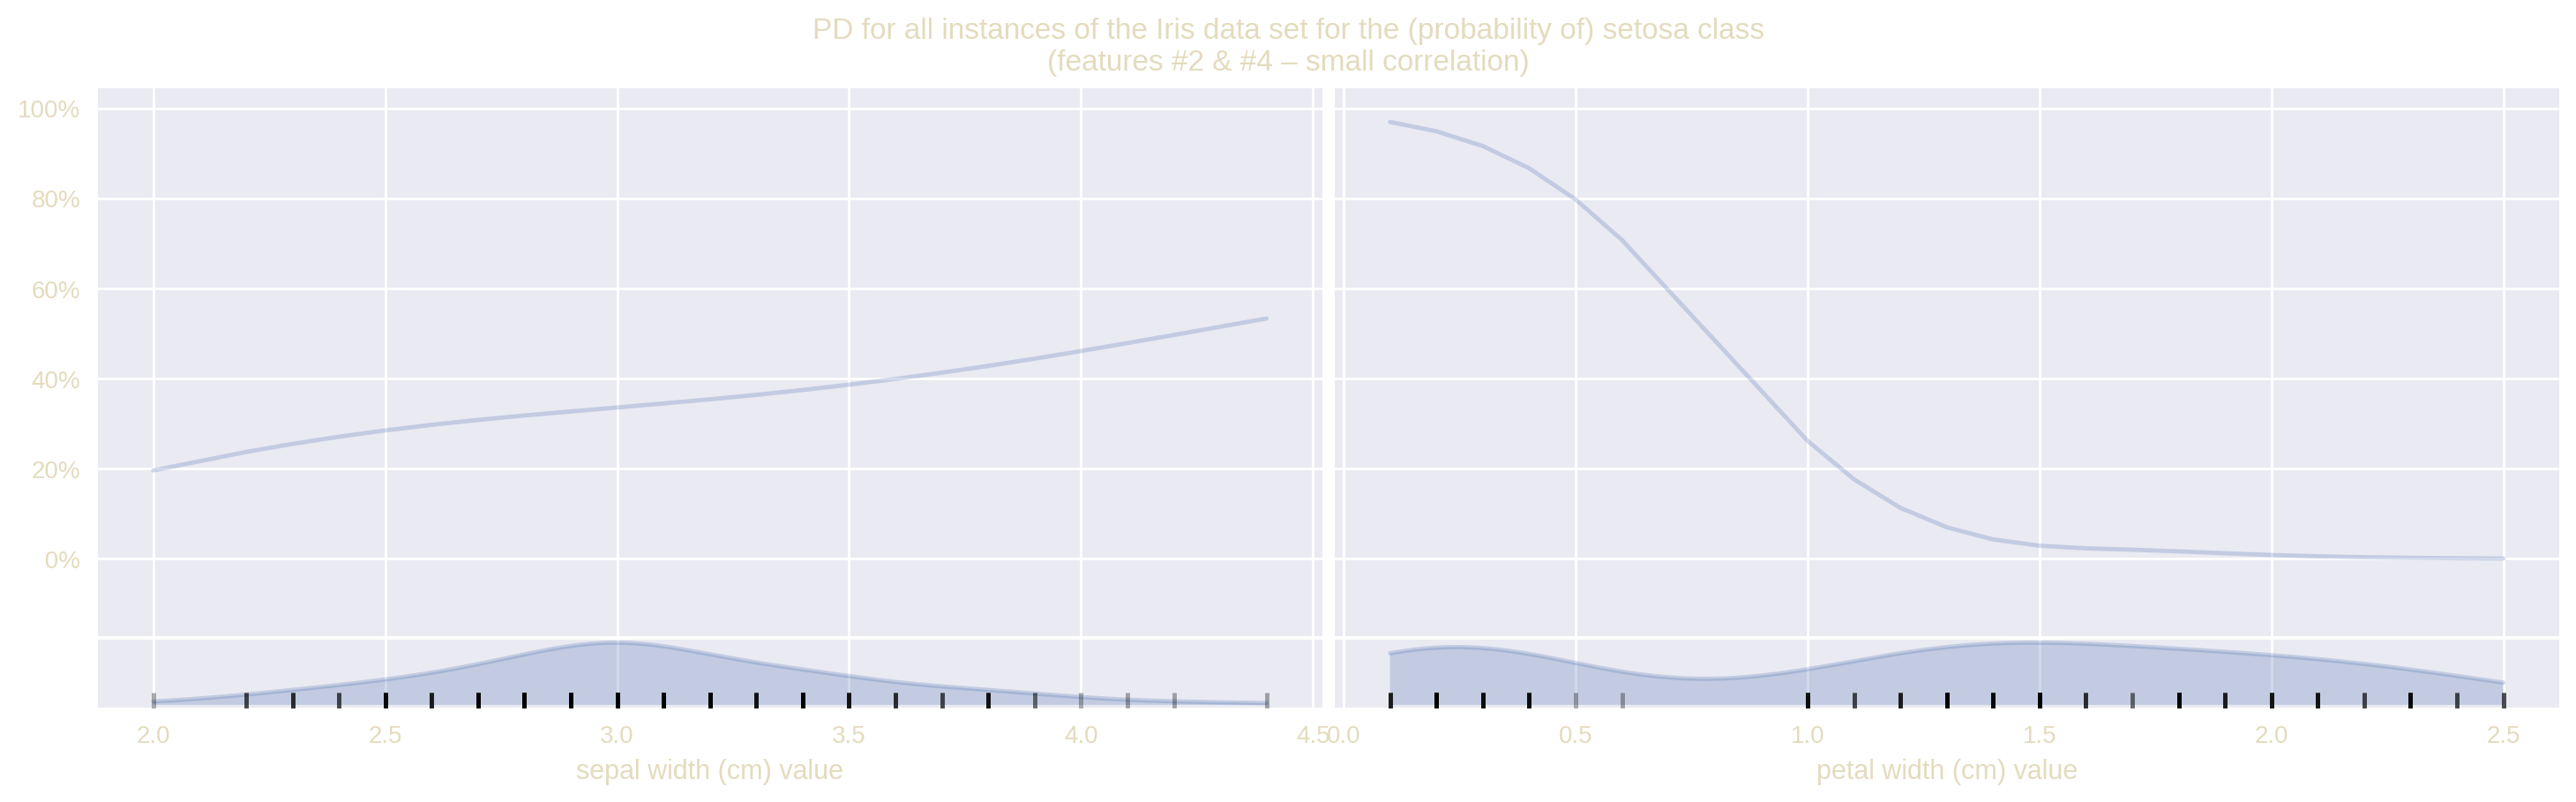 PD for all instances of the Iris data set for the (probability of) setosa class
(features #2 & #4 – small correlation)
100%
80%
60%
40%
20%
0%
2.0 2.5 3.0 3.5 4.0 4.5 0.0 0.5 1.0 1.5 2.0 2.5
sepal width (cm) value petal width (cm) value